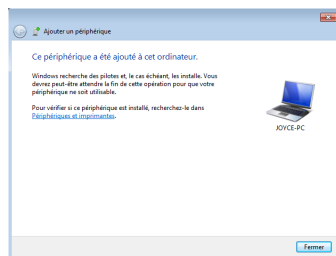 Ajouter un périphérique
Ce périphérique a été ajouté à cet ordinateur.
Windows recherche des pilotes et, le cas échéant, les installe. Vous
devrez peut-être attendre la fin de cette opération pour que votre
périphérique ne soit utilisable.
Pour vérifier si ce périphérique est installé, recherchez-le dans
Périphériques et imprimantes.
JOYCE-PC
Fermer